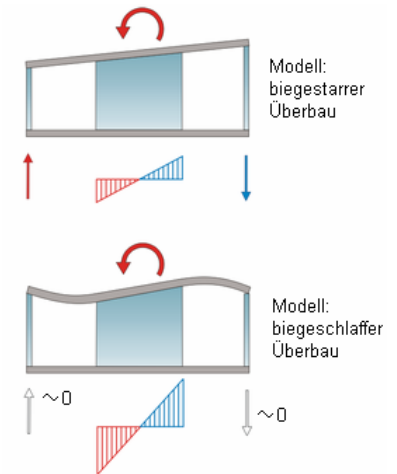 Modell:
biegestarrer
Überbau
Modell:
biegeschlaffer
Überbau
~0
~0